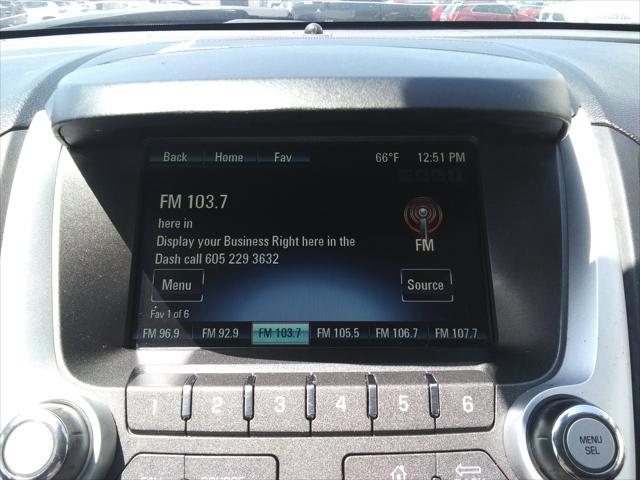 Back Home Fav 66°F 12:51 PM
FM 103.7
here in
Display your Business Right here in the
Dash call 605 229 3632
FM
Menu Source
Fav 1 of 6
FM 96.9 FM 92.9 FM 103.7 FM 105.5 FM 106.7 FM 107.7
1 2 3 4 5 6
MENU
SEL